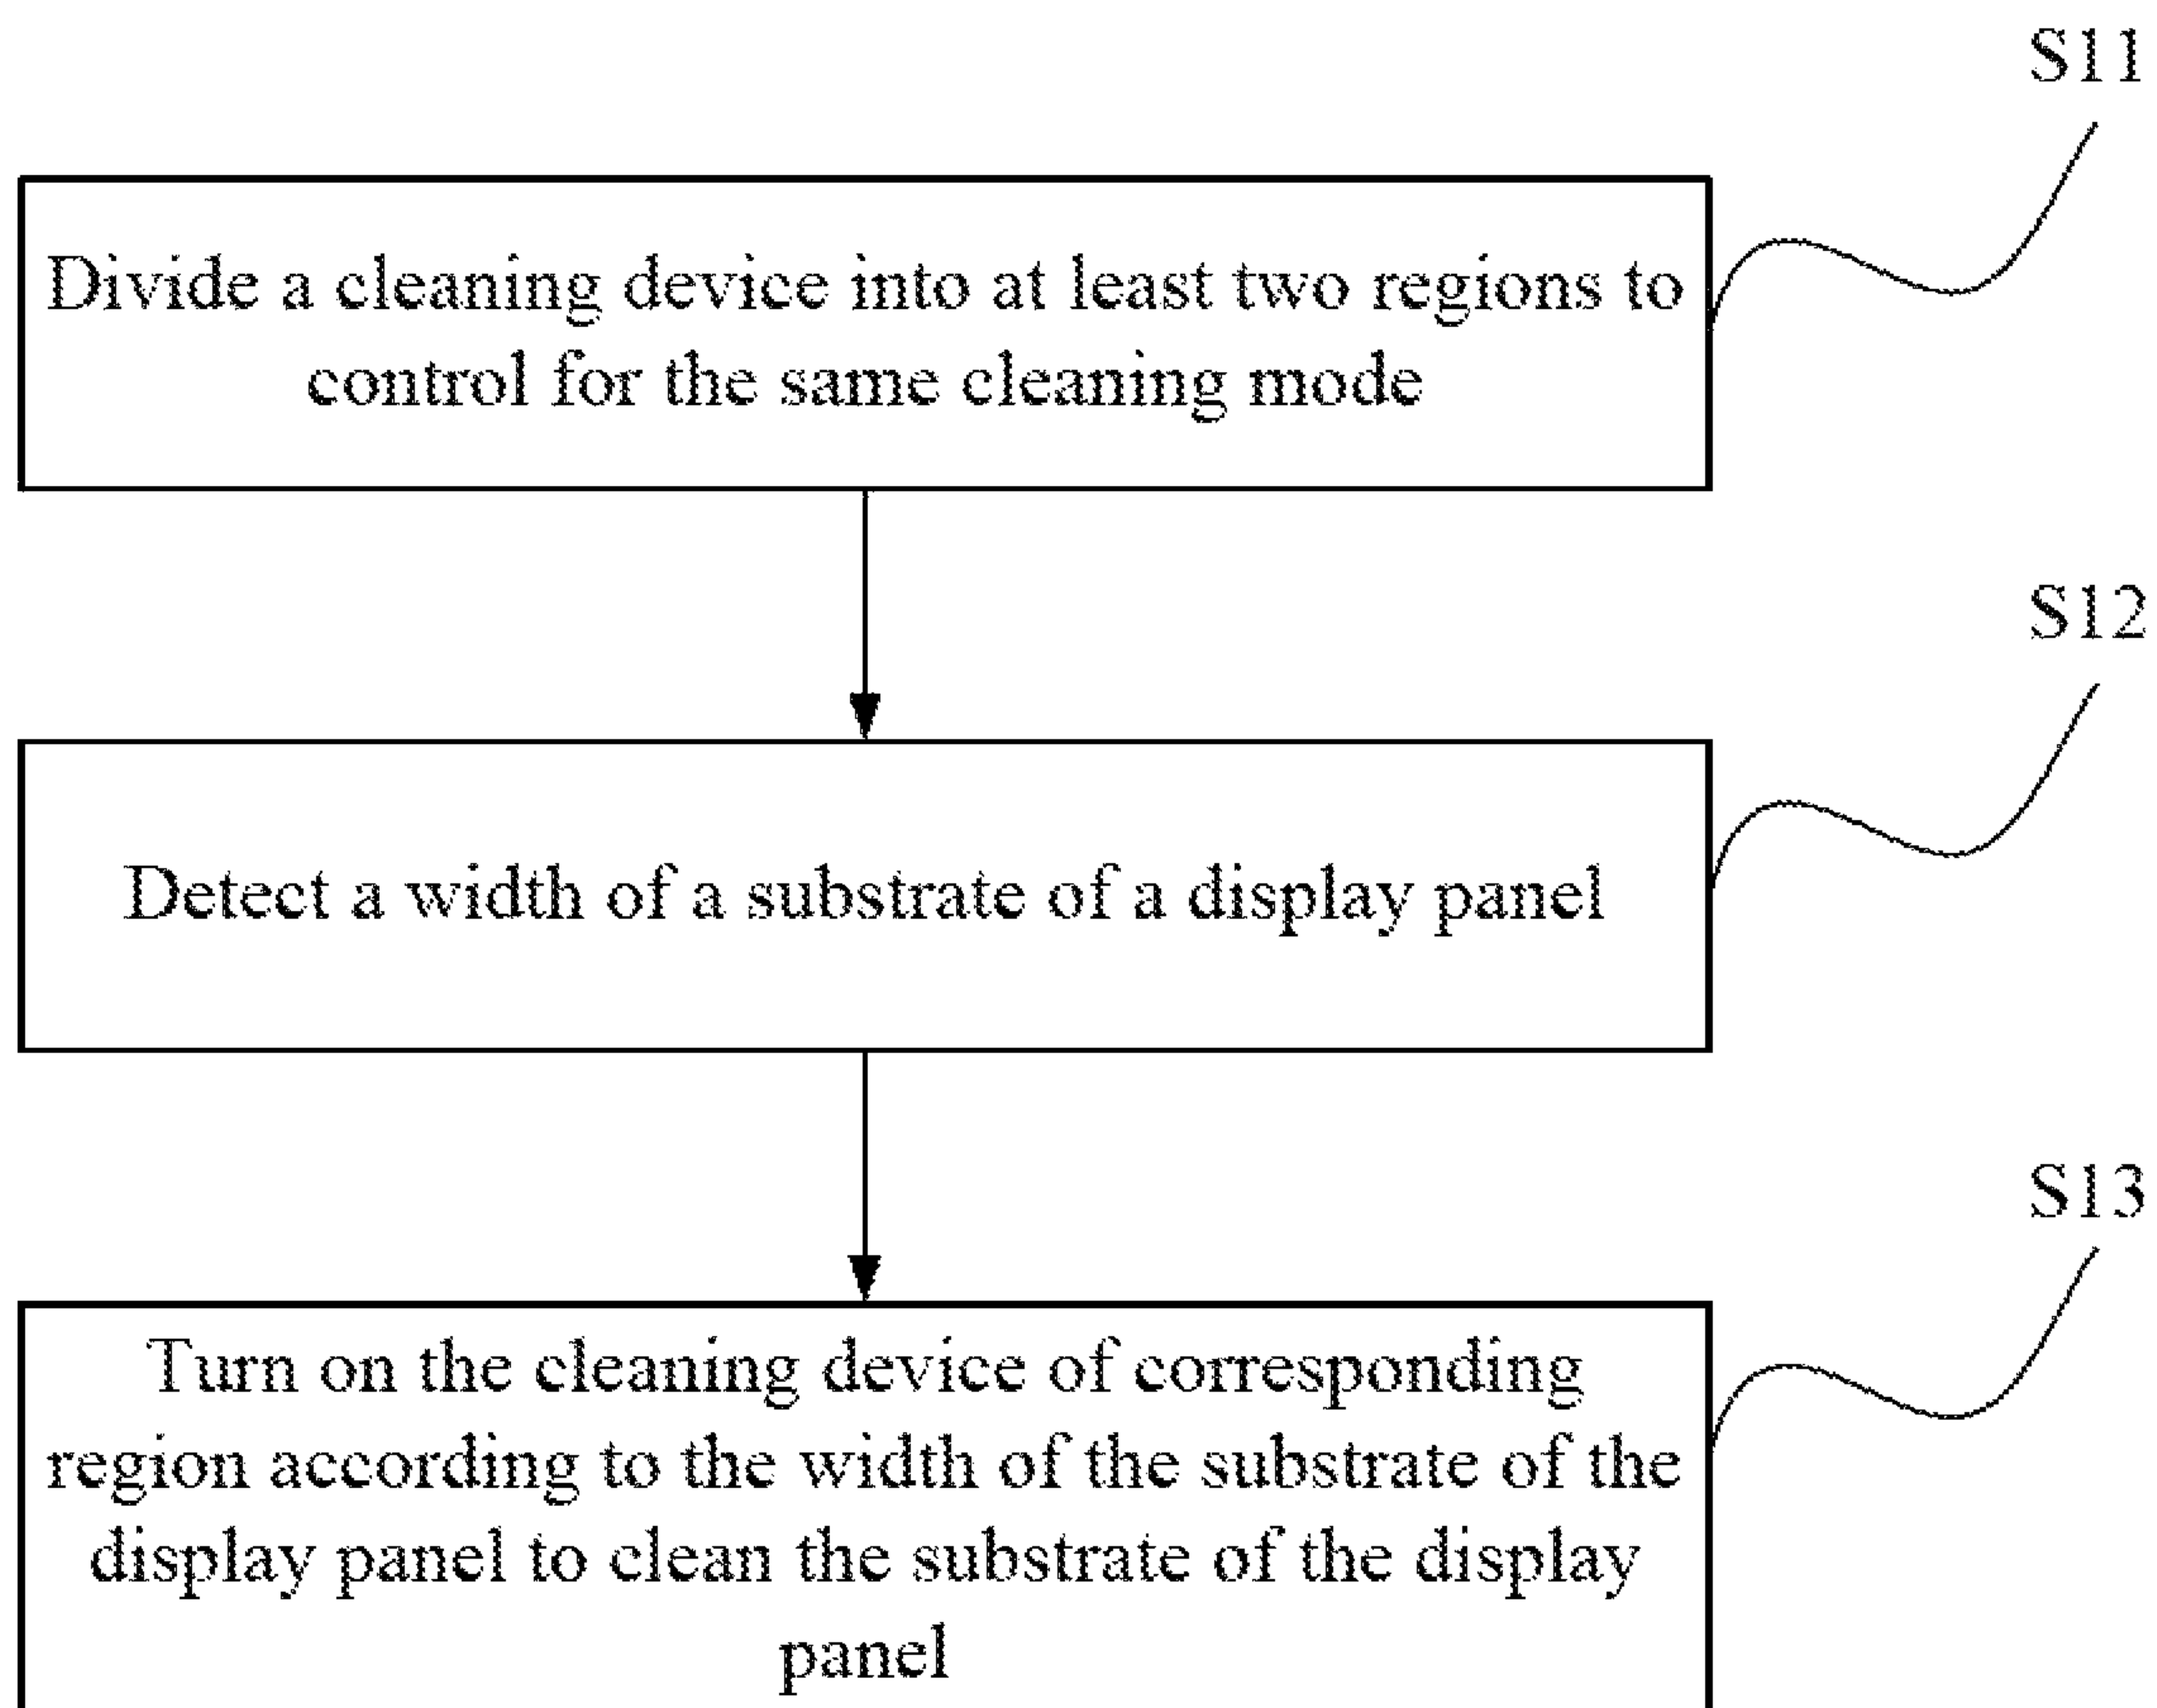 S11
Divide a cleaning device into at least two regions to
control for the same cleaning mode
S12
Detect a width of a substrate of a display panel
S13
Turn on the cleaning device of corresponding
region according to the width of the substrate of the
display panel to clean the substrate of the display
panel